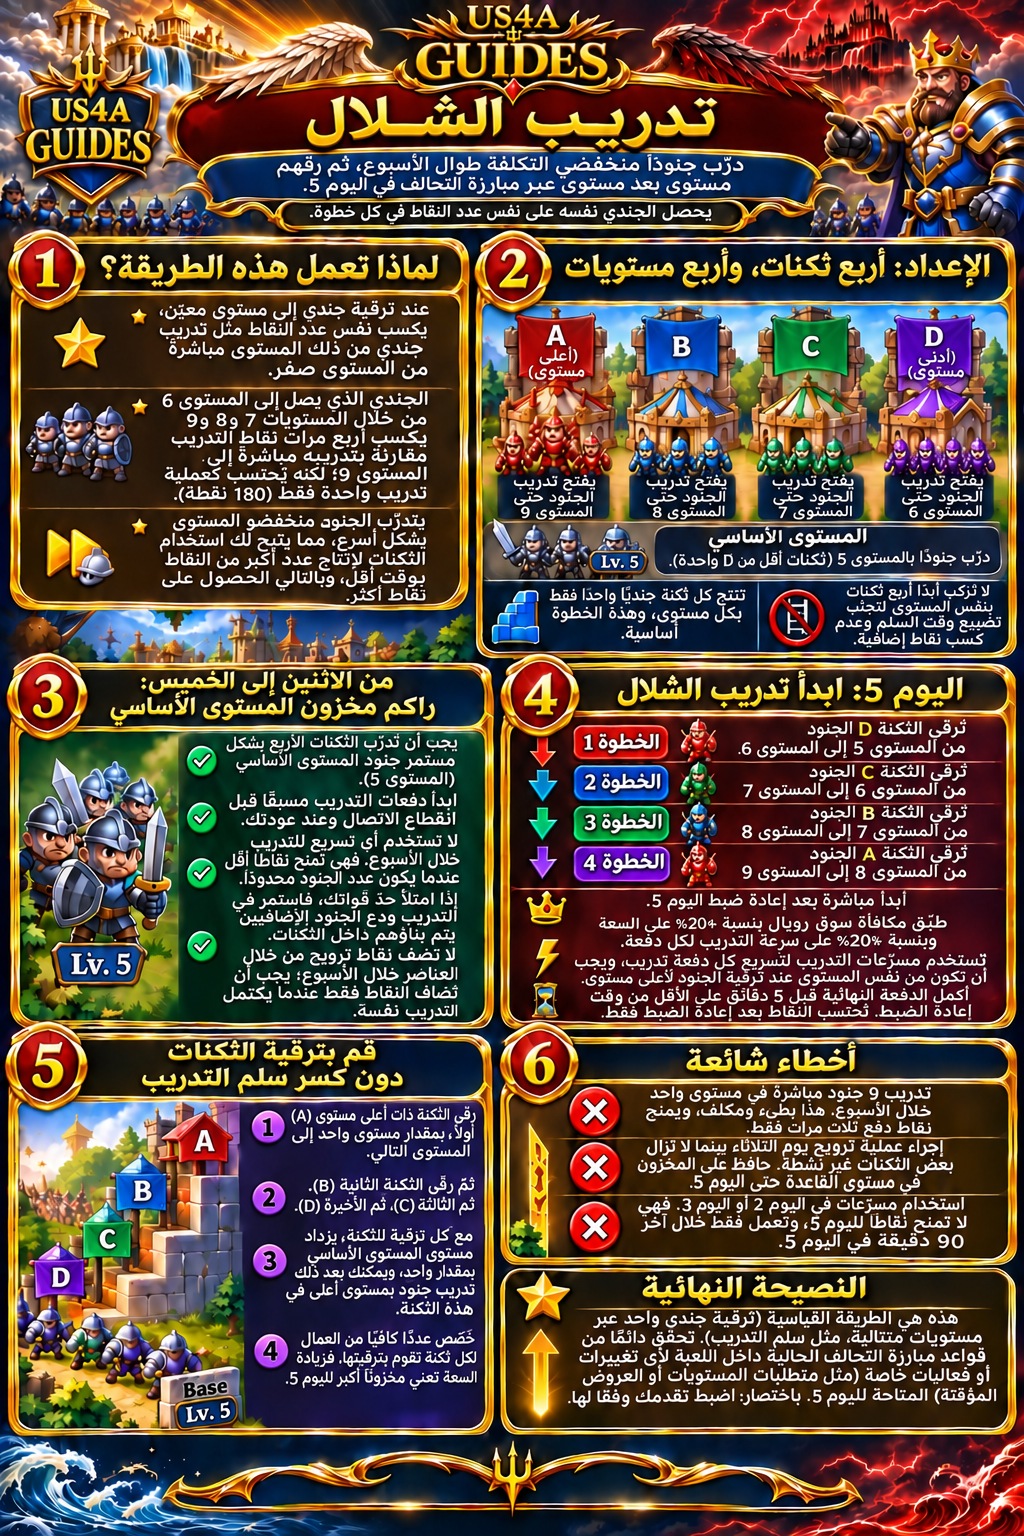 US4A
GUIDES
US4A
GUIDES
تدريب الشلال
درّب جنودًا منخفضي التكلفة طوال الأسبوع، ثم رقهم
مستوى بعد مستوى عبر مبارزة التحالف في اليوم 5.
يحصل الجندي نفسه على نفس عدد النقاط في كل خطوة.
1
لماذا تعمل هذه الطريقة؟
عند ترقية جندي إلى مستوى معيّن،
يكسب نفس عدد النقاط مثل تدريب
جندي من ذلك المستوى مباشرة
من المستوى صفر.
الجندي الذي يصل إلى المستوى 6
من خلال المستويات 7 و8 و9
يكسب أربع مرات نقاط التدريب
مقارنة بتدريبه مباشرة إلى
المستوى 9؛ لكنه يُحتسب كعملية
تدريب واحدة فقط (180 نقطة).
يتدرّب الجنود منخفضو المستوى
بشكل أسرع، مما يتيح لك استخدام
الثكنات لإنتاج عدد أكبر من النقاط
بوقت أقل، وبالتالي الحصول على
نقاط أكثر.
2
الإعداد: أربع ثكنات، وأربع مستويات
A
(أعلى
مستوى)
B
C
D
(أدنى
مستوى)
يفتح تدريب
الجنود حتى
المستوى 9
يفتح تدريب
الجنود حتى
المستوى 8
يفتح تدريب
الجنود حتى
المستوى 7
يفتح تدريب
الجنود حتى
المستوى 6
Lv. 5
المستوى الأساسي
درّب جنودًا بالمستوى 5 (ثكنات أقل من D واحدة).
تنتج كل ثكنة جنديًا واحدًا فقط
بكل مستوى، وهذه الخطوة
أساسية.
لا تُركب أبدًا أربع ثكنات
بنفس المستوى لتجنب
تضييع وقت السلم وعدم
كسب نقاط إضافية.
3
من الاثنين إلى الخميس:
راكم مخزون المستوى الأساسي
يجب أن تُدرّب الثكنات الأربع بشكل
مستمر جنود المستوى الأساسي
(المستوى 5).
ابدأ دفعات التدريب مسبقًا قبل
انقطاع الاتصال وعند عودتك.
لا تستخدم أي تسريع للتدريب
خلال الأسبوع. فهي تمنح نقاطًا أقل
عندما يكون عدد الجنود محدودًا.
إذا امتلأ حدّ قواتك، فاستمر في
التدريب ودع الجنود الإضافيين
يتم بناؤهم داخل الثكنات.
لا تضف نقاط ترويج من خلال
العناصر خلال الأسبوع؛ يجب أن
تُضاف النقاط فقط عندما يكتمل
التدريب نفسه.
Lv. 5
4
اليوم 5: ابدأ تدريب الشلال
الخطوة 1
ترقي الثكنة D الجنود
من المستوى 5 إلى المستوى 6.
الخطوة 2
ترقي الثكنة C الجنود
من المستوى 6 إلى المستوى 7
الخطوة 3
ترقي الثكنة B الجنود
من المستوى 7 إلى المستوى 8
الخطوة 4
ترقي الثكنة A الجنود
من المستوى 8 إلى المستوى 9
أبدأ مباشرة بعد إعادة ضبط اليوم 5.
طبّق مكافأة سوق رويال بنسبة +20% على السعة
وبنسبة +20% على سرعة التدريب لكل دفعة.
تستخدم مسرّعات التدريب لتسريع كل دفعة تدريب، ويجب
أن تكون من نفس المستوى عند ترقية الجنود لأعلى مستوى.
أكمل الدفعة النهائية قبل 5 دقائق على الأقل من وقت
إعادة الضبط. تُحتسب النقاط بعد إعادة الضبط فقط.
5
قم بترقية الثكنات
دون كسر سلم التدريب
A
B
C
D
Base
Lv. 5
1
رقي الثكنة ذات أعلى مستوى (A)
أولًا، بمقدار مستوى واحد إلى
المستوى التالي.
2
ثمّ رقّي الثكنة الثانية (B).
ثم الثالثة (C)، ثم الأخيرة (D).
3
مع كل ترقية للثكنة، يزداد
مستوى المستوى الأساسي
بمقدار واحد، ويمكنك بعد ذلك
تدريب جنود بمستوى أعلى في
هذه الثكنة.
4
خَصّص عددًا كافيًا من العمال
لكل ثكنة تقوم بترقيتها، فزيادة
السعة تعني مخزونًا أكبر لليوم 5.
6
أخطاء شائعة
تدريب 9 جنود مباشرة في مستوى واحد
خلال الأسبوع. هذا بطيء ومكلف، ويمنح
نقاط دفع ثلاث مرات فقط.
إجراء عملية ترويج يوم الثلاثاء بينما لا تزال
بعض الثكنات غير نشطة. حافظ على المخزون
في مستوى القاعدة حتى اليوم 5.
استخدام مسرّعات في اليوم 2 أو اليوم 3. فهي
لا تمنح نقاطًا لليوم 5، وتعمل فقط خلال آخر
90 دقيقة في اليوم 5.
النصيحة النهائية
هذه هي الطريقة القياسية (ترقية جندي واحد عبر
مستويات متتالية، مثل سلم التدريب). تحقق دائمًا من
قواعد مبارزة التحالف الحالية داخل اللعبة لأي تغييرات
أو فعاليات خاصة (مثل متطلبات المستويات أو العروض
المؤقتة) المتاحة لليوم 5. باختصار: اضبط تقدمك وفقا لها.